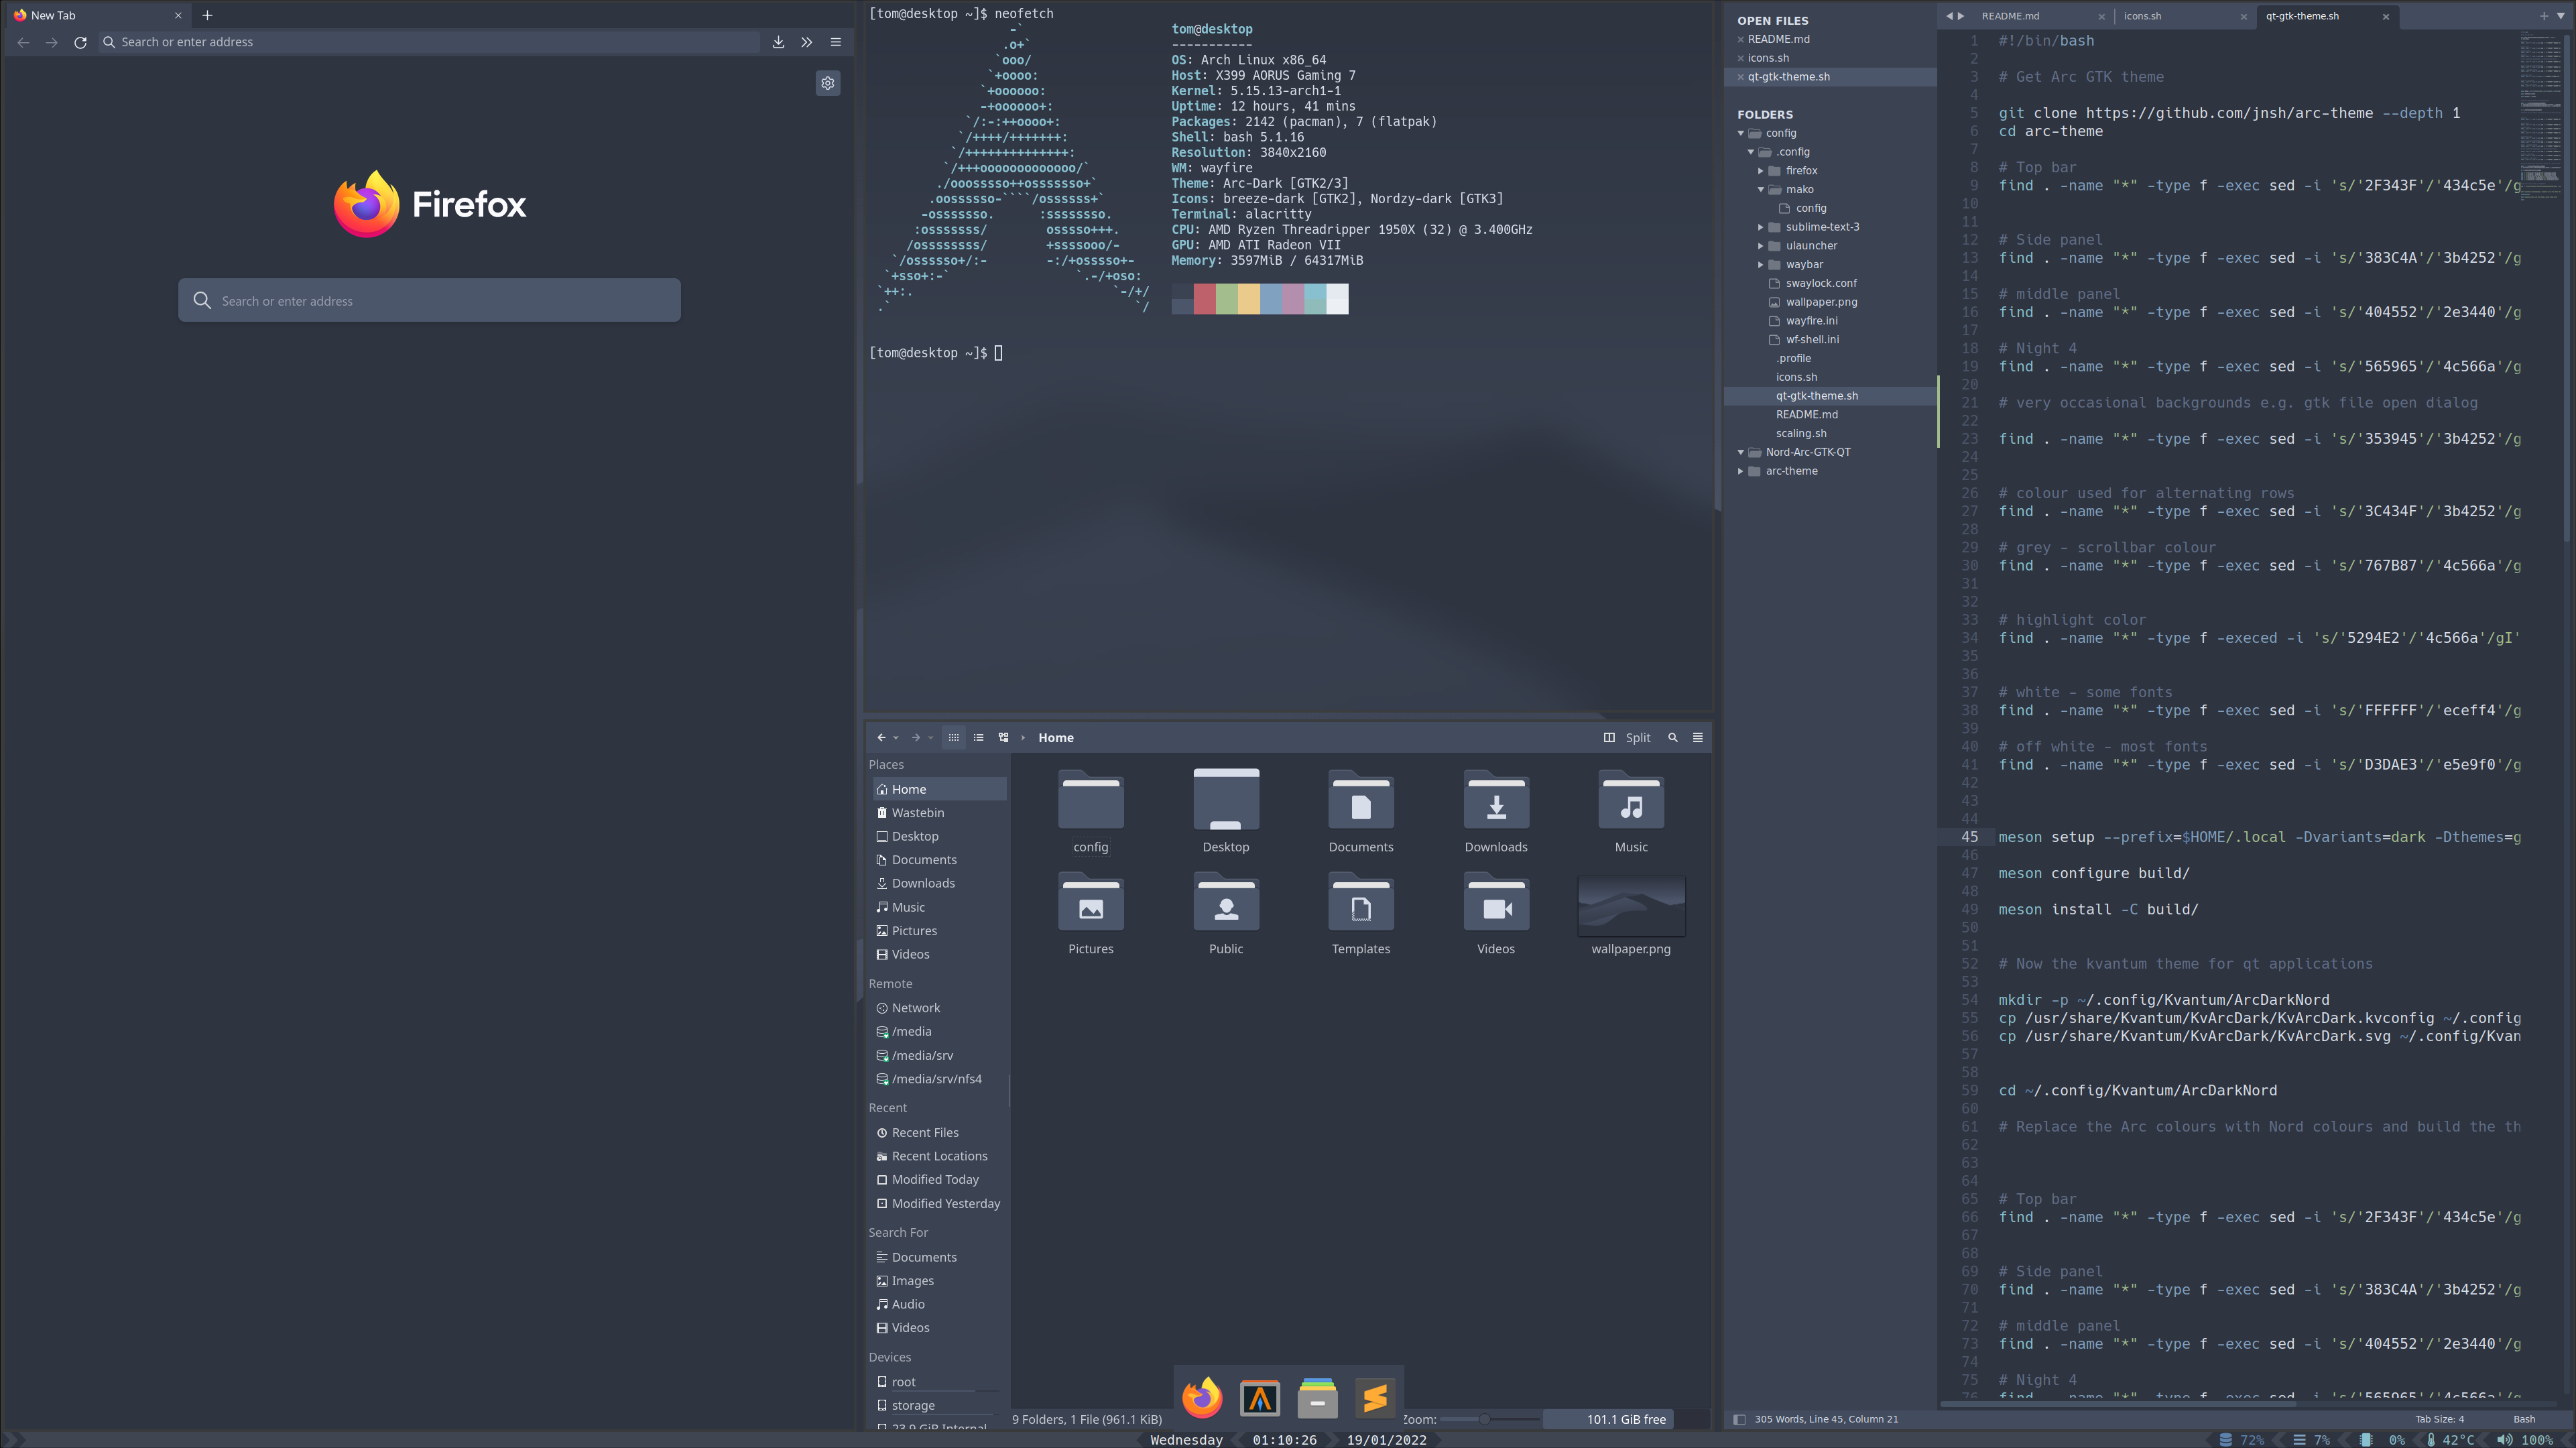 New Tab
Search or enter address
Firefox
Search or enter address
[tom@desktop ~]$ neofetch
tom@desktop
-----------
OS: Arch Linux x86_64
Host: X399 AORUS Gaming 7
Kernel: 5.15.13-arch1-1
Uptime: 12 hours, 41 mins
Packages: 2142 (pacman), 7 (flatpak)
Shell: bash 5.1.16
Resolution: 3840x2160
WM: wayfire
Theme: Arc-Dark [GTK2/3]
Icons: breeze-dark [GTK2], Nordzy-dark [GTK3]
Terminal: alacritty
CPU: AMD Ryzen Threadripper 1950X (32) @ 3.400GHz
GPU: AMD ATI Radeon VII
Memory: 3597MiB / 64317MiB
[tom@desktop ~]$
Home
Split
Places
Home
Wastebin
Desktop
Documents
Downloads
Music
Pictures
Videos
Remote
Network
/media
/media/srv
/media/srv/nfs4
Recent
Recent Files
Recent Locations
Modified Today
Modified Yesterday
Search For
Documents
Images
Audio
Videos
Devices
root
storage
23.9 GiB Internal
config
Desktop
Documents
Downloads
Music
Pictures
Public
Templates
Videos
wallpaper.png
9 Folders, 1 File (961.1 KiB)
Zoom:
101.1 GiB free
OPEN FILES
README.md
icons.sh
qt-gtk-theme.sh
FOLDERS
config
.config
firefox
mako
config
sublime-text-3
ulauncher
waybar
swaylock.conf
wallpaper.png
wayfire.ini
wf-shell.ini
.profile
icons.sh
qt-gtk-theme.sh
README.md
scaling.sh
Nord-Arc-GTK-QT
arc-theme
README.md
icons.sh
qt-gtk-theme.sh
1 #!/bin/bash
2
3 # Get Arc GTK theme
4
5 git clone https://github.com/jnsh/arc-theme --depth 1
6 cd arc-theme
7
8 # Top bar
9 find . -name "*" -type f -exec sed -i 's/'2F343F'/'434c5e'/g
10
11
12 # Side panel
13 find . -name "*" -type f -exec sed -i 's/'383C4A'/'3b4252'/g
14
15 # middle panel
16 find . -name "*" -type f -exec sed -i 's/'404552'/'2e3440'/g
17
18 # Night 4
19 find . -name "*" -type f -exec sed -i 's/'565965'/'4c566a'/g
20
21 # very occasional backgrounds e.g. gtk file open dialog
22
23 find . -name "*" -type f -exec sed -i 's/'353945'/'3b4252'/g
24
25
26 # colour used for alternating rows
27 find . -name "*" -type f -exec sed -i 's/'3C434F'/'3b4252'/g
28
29 # grey - scrollbar colour
30 find . -name "*" -type f -exec sed -i 's/'767B87'/'4c566a'/g
31
32
33 # highlight color
34 find . -name "*" -type f -execed -i 's/'5294E2'/'4c566a'/gI'
35
36
37 # white - some fonts
38 find . -name "*" -type f -exec sed -i 's/'FFFFFF'/'eceff4'/g
39
40 # off white - most fonts
41 find . -name "*" -type f -exec sed -i 's/'D3DAE3'/'e5e9f0'/g
42
43
44
45 meson setup --prefix=$HOME/.local -Dvariants=dark -Dthemes=g
46
47 meson configure build/
48
49 meson install -C build/
50
51
52 # Now the kvantum theme for qt applications
53
54 mkdir -p ~/.config/Kvantum/ArcDarkNord
55 cp /usr/share/Kvantum/KvArcDark/KvArcDark.kvconfig ~/.config
56 cp /usr/share/Kvantum/KvArcDark/KvArcDark.svg ~/.config/Kvan
57
58
59 cd ~/.config/Kvantum/ArcDarkNord
60
61 # Replace the Arc colours with Nord colours and build the th
62
63
64
65 # Top bar
66 find . -name "*" -type f -exec sed -i 's/'2F343F'/'434c5e'/g
67
68
69 # Side panel
70 find . -name "*" -type f -exec sed -i 's/'383C4A'/'3b4252'/g
71
72 # middle panel
73 find . -name "*" -type f -exec sed -i 's/'404552'/'2e3440'/g
74
75 # Night 4
76 find . -name "*" -type f -exec sed -i 's/'565965'/'4c566a'/g
305 Words, Line 45, Column 21
Tab Size: 4
Bash
Wednesday 01:10:26 19/01/2022
72% 7% 0% 42°C 100%